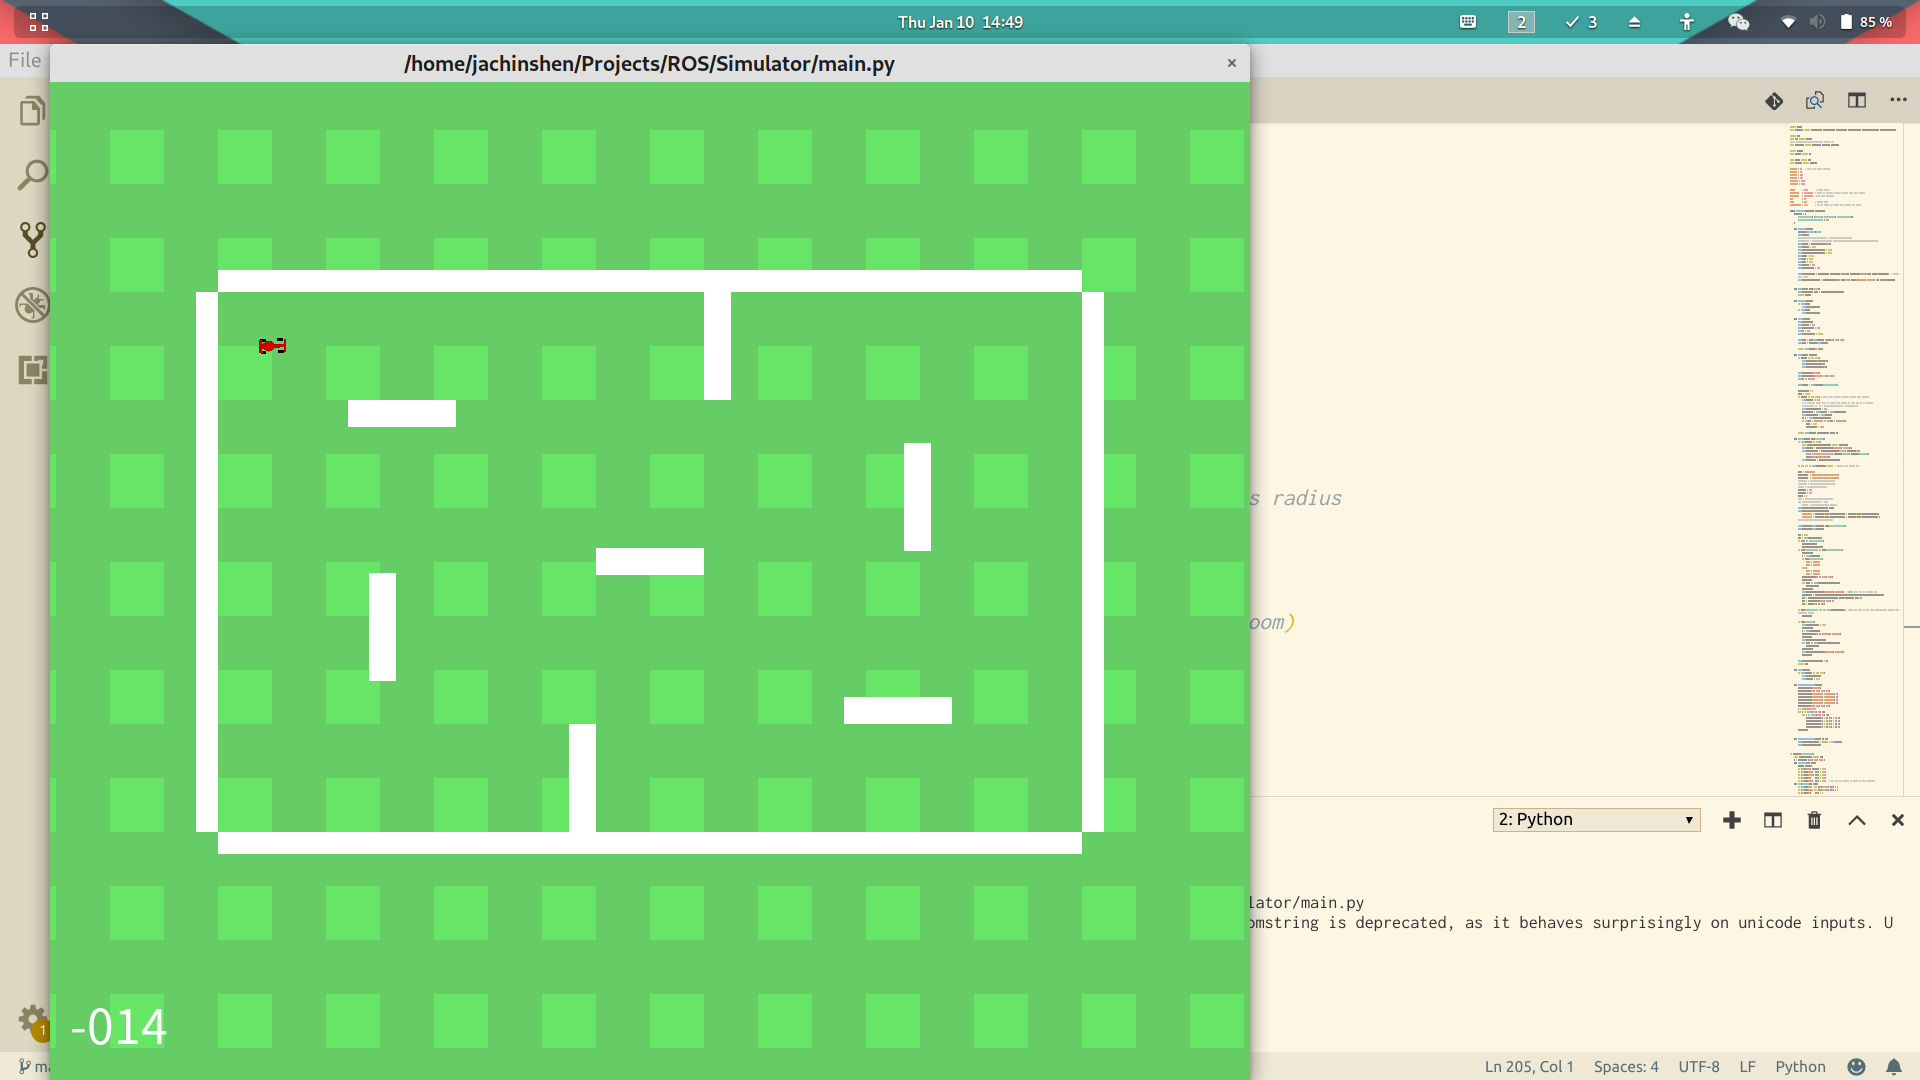 Thu Jan 10 14:49
2
3
85 %
File
/home/jachinshen/Projects/ROS/Simulator/main.py
s radius
oom)
2: Python
lator/main.py
omstring is deprecated, as it behaves surprisingly on unicode inputs. U
-014
1
Ln 205, Col 1
Spaces: 4
UTF-8
LF
Python